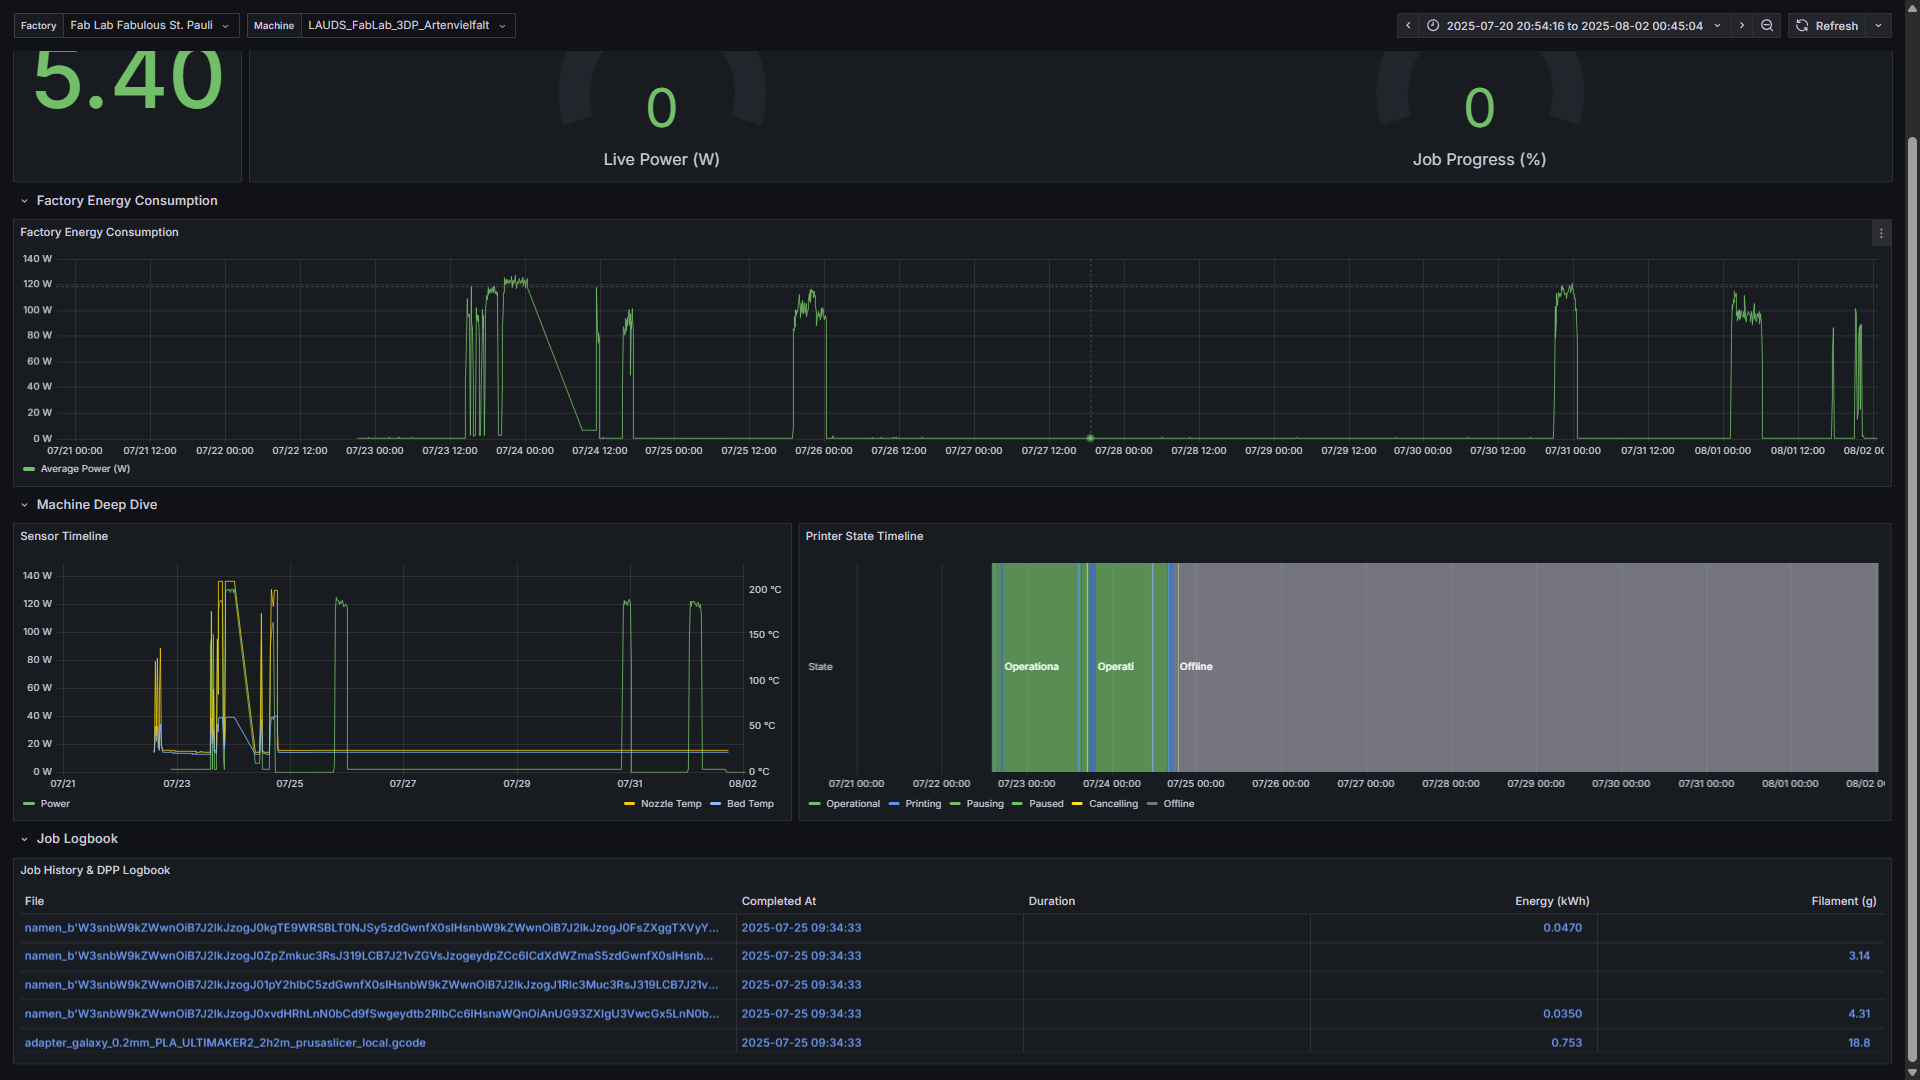 Factory Fab Lab Fabulous St. Pauli Machine LAUDS_FabLab_3DP_Artenvielfalt 2025-07-20 20:54:16 to 2025-08-02 00:45:04 Refresh
5.40
0
Live Power (W)
0
Job Progress (%)
Factory Energy Consumption
Factory Energy Consumption
140 W
120 W
100 W
80 W
60 W
40 W
20 W
0 W
07/21 00:00 07/21 12:00 07/22 00:00 07/22 12:00 07/23 00:00 07/23 12:00 07/24 00:00 07/24 12:00 07/25 00:00 07/25 12:00 07/26 00:00 07/26 12:00 07/27 00:00 07/27 12:00 07/28 00:00 07/28 12:00 07/29 00:00 07/29 12:00 07/30 00:00 07/30 12:00 07/31 00:00 07/31 12:00 08/01 00:00 08/01 12:00 08/02 0
Average Power (W)
Machine Deep Dive
Sensor Timeline
140 W
120 W
100 W
80 W
60 W
40 W
20 W
0 W
200 °C
150 °C
100 °C
50 °C
0 °C
07/21 07/23 07/25 07/27 07/29 07/31 08/02
Power Nozzle Temp Bed Temp
Printer State Timeline
State
Operationa Operati Offline
07/21 00:00 07/22 00:00 07/23 00:00 07/24 00:00 07/25 00:00 07/26 00:00 07/27 00:00 07/28 00:00 07/29 00:00 07/30 00:00 07/31 00:00 08/01 00:00 08/02 0
Operational Printing Pausing Paused Cancelling Offline
Job Logbook
Job History & DPP Logbook
File Completed At Duration Energy (kWh) Filament (g)
2025-07-25 09:34:33 0.0470
2025-07-25 09:34:33 3.14
2025-07-25 09:34:33
2025-07-25 09:34:33 0.0350 4.31
adapter_galaxy_0.2mm_PLA_ULTIMAKER2_2h2m_prusaslicer_local.gcode 2025-07-25 09:34:33 0.753 18.8